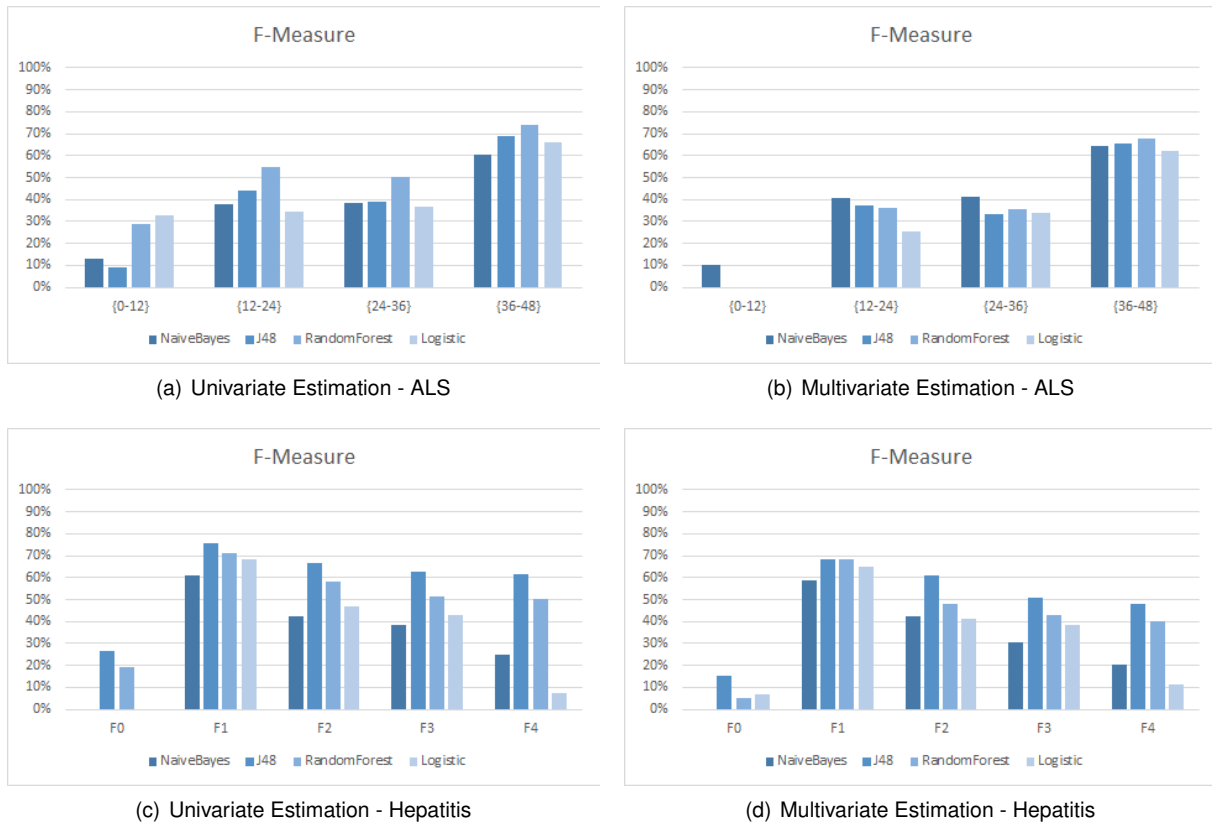 F-Measure
100%
90%
80%
70%
60%
50%
40%
30%
20%
10%
0%
{0-12} {12-24} {24-36} {36-48}
NaiveBayes J48 RandomForest Logistic
(a) Univariate Estimation - ALS
F-Measure
100%
90%
80%
70%
60%
50%
40%
30%
20%
10%
0%
{0-12} {12-24} {24-36} {36-48}
NaiveBayes J48 RandomForest Logistic
(b) Multivariate Estimation - ALS
F-Measure
100%
90%
80%
70%
60%
50%
40%
30%
20%
10%
0%
F0 F1 F2 F3 F4
NaiveBayes J48 RandomForest Logistic
(c) Univariate Estimation - Hepatitis
F-Measure
100%
90%
80%
70%
60%
50%
40%
30%
20%
10%
0%
F0 F1 F2 F3 F4
NaiveBayes J48 RandomForest Logistic
(d) Multivariate Estimation - Hepatitis